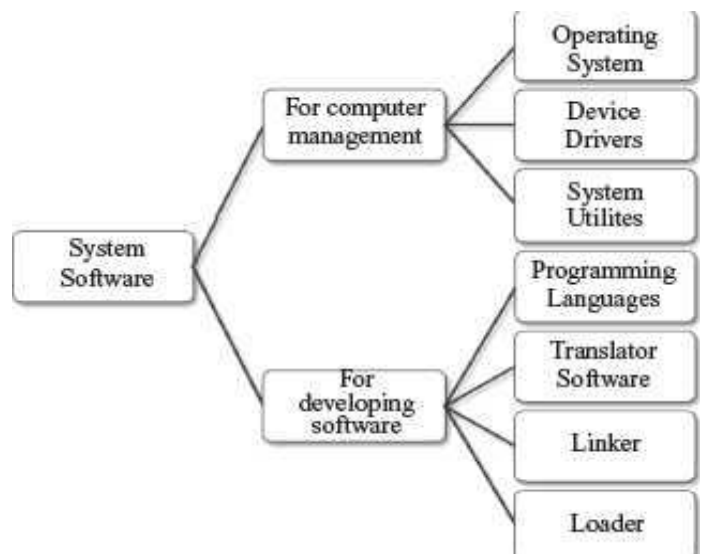 System
Software
For computer
management
Operating
System
Device
Drivers
System
Utilites
For
developing
software
Programming
Languages
Translator
Software
Linker
Loader